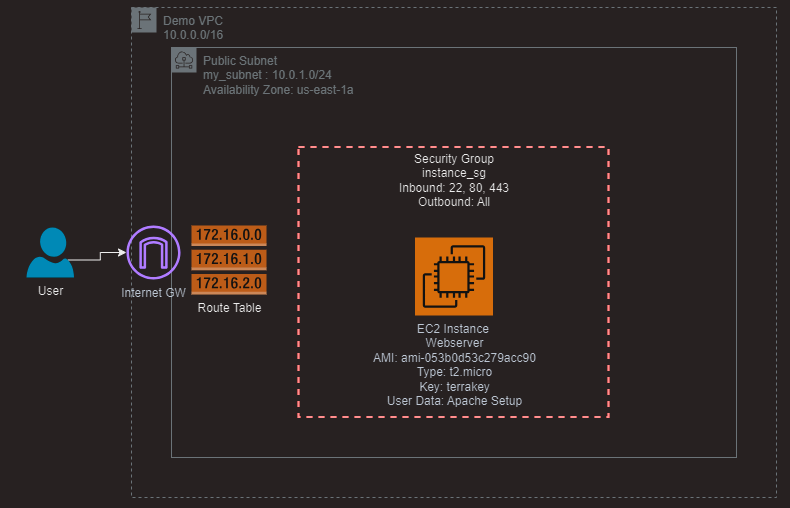 Demo VPC
10.0.0.0/16
Public Subnet
my_subnet : 10.0.1.0/24
Availability Zone: us-east-1a
Security Group
instance_sg
Inbound: 22, 80, 443
Outbound: All
172.16.0.0
172.16.1.0
172.16.2.0
User
Internet GW
Route Table
EC2 Instance
Webserver
AMI: ami-053b0d53c279acc90
Type: t2.micro
Key: terrakey
User Data: Apache Setup